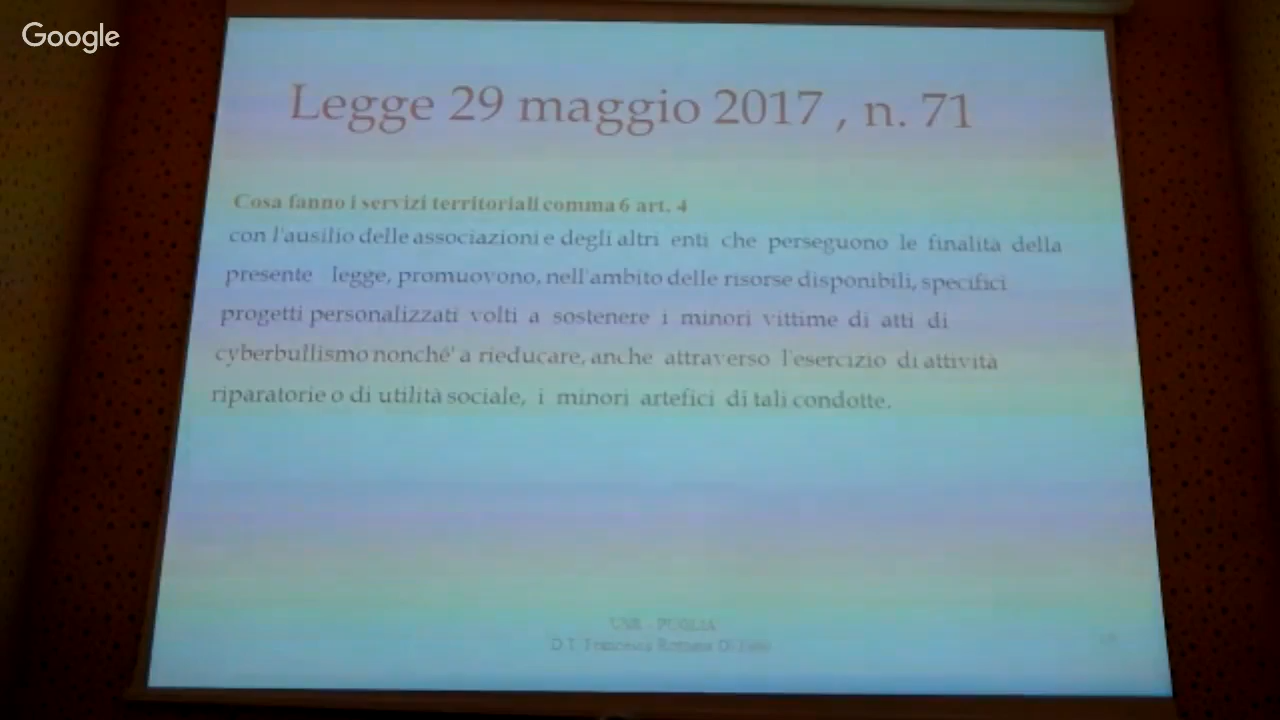 Google
Legge 29 maggio 2017 , n. 71
Cosa fanno i servizi territoriali comma 6 art. 4
con l'ausilio delle associazioni e degli altri enti che perseguono le finalità della
presente legge, promuovono, nell'ambito delle risorse disponibili, specifici
progetti personalizzati volti a sostenere i minori vittime di atti di
cyberbullismo nonché' a rieducare, anche attraverso l'esercizio di attività
riparatorie o di utilità sociale, i minori artefici di tali condotte.
USR - PUGLIA
D.T. Francesca Romana Di